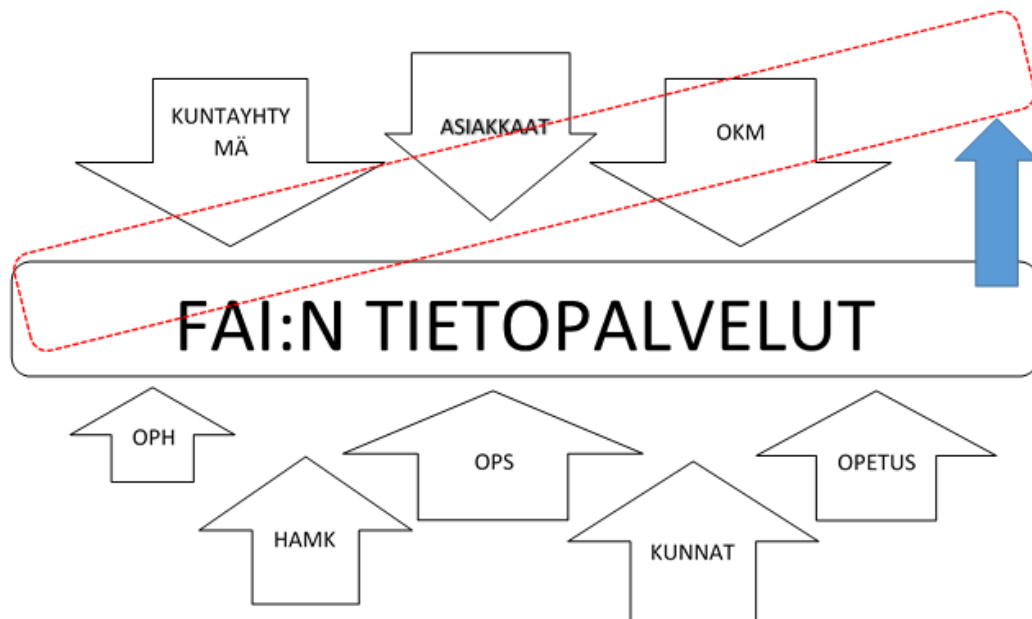 KUNTAYHTY
MÄ
ASIAKKAAT
OKM
FAI:N TIETOPALVELUT
OPH
OPS
OPETUS
HAMK
KUNNAT